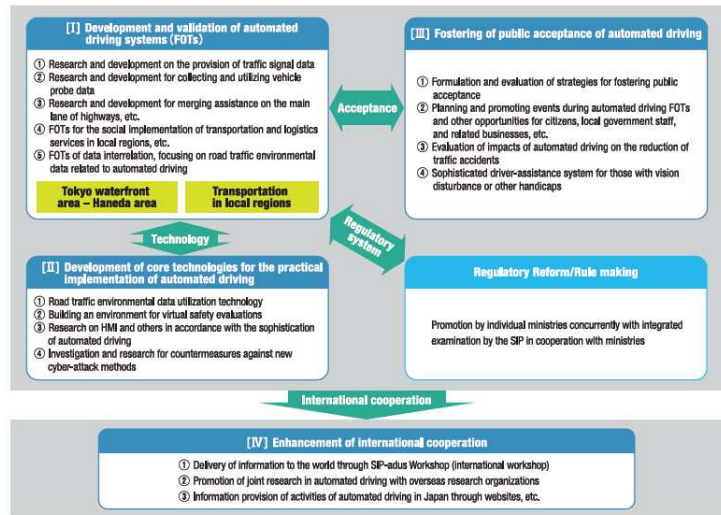 [Ⅰ] Development and validation of automated
driving systems (FOTs)
① Research and development on the provision of traffic signal data
② Research and development for collecting and utilizing vehicle
probe data
③ Research and development for merging assistance on the main
lane of highways, etc.
④ FOTs for the social implementation of transportation and logistics
services in local regions, etc.
⑤ FOTs of data interrelation, focusing on road traffic environmental
data related to automated driving
Tokyo waterfront
area – Haneda area
Transportation
in local regions
Acceptance
[Ⅲ] Fostering of public acceptance of automated driving
① Formulation and evaluation of strategies for fostering public
acceptance
② Planning and promoting events during automated driving FOTs
and other opportunities for citizens, local government staff,
and related businesses, etc.
③ Evaluation of impacts of automated driving on the reduction of
traffic accidents
④ Sophisticated driver-assistance system for those with vision
disturbance or other handicaps
Technology
Regulatory
system
[Ⅱ] Development of core technologies for the practical
implementation of automated driving
① Road traffic environmental data utilization technology
② Building an environment for virtual safety evaluations
③ Research on HMI and others in accordance with the sophistication
of automated driving
④ Investigation and research for countermeasures against new
cyber-attack methods
Regulatory Reform/Rule making
Promotion by individual ministries concurrently with integrated
examination by the SIP in cooperation with ministries
International cooperation
[Ⅳ] Enhancement of international cooperation
① Delivery of information to the world through SIP-adus Workshop (international workshop)
② Promotion of joint research in automated driving with overseas research organizations
③ Information provision of activities of automated driving in Japan through websites, etc.